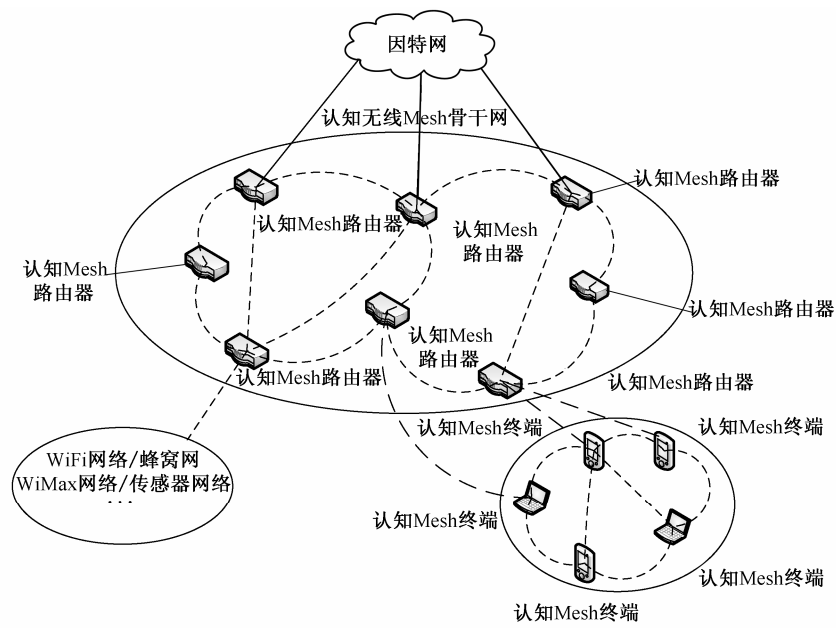 因特网
认知无线Mesh骨干网
认知Mesh路由器
认知Mesh路由器
认知Mesh
路由器
认知Mesh
路由器
认知Mesh路由器
认知Mesh
路由器
认知Mesh路由器
认知Mesh路由器
认知Mesh终端
认知Mesh终端
WiFi网络/蜂窝网
WiMax网络/传感器网络
···
认知Mesh终端
认知Mesh终端
认知Mesh终端